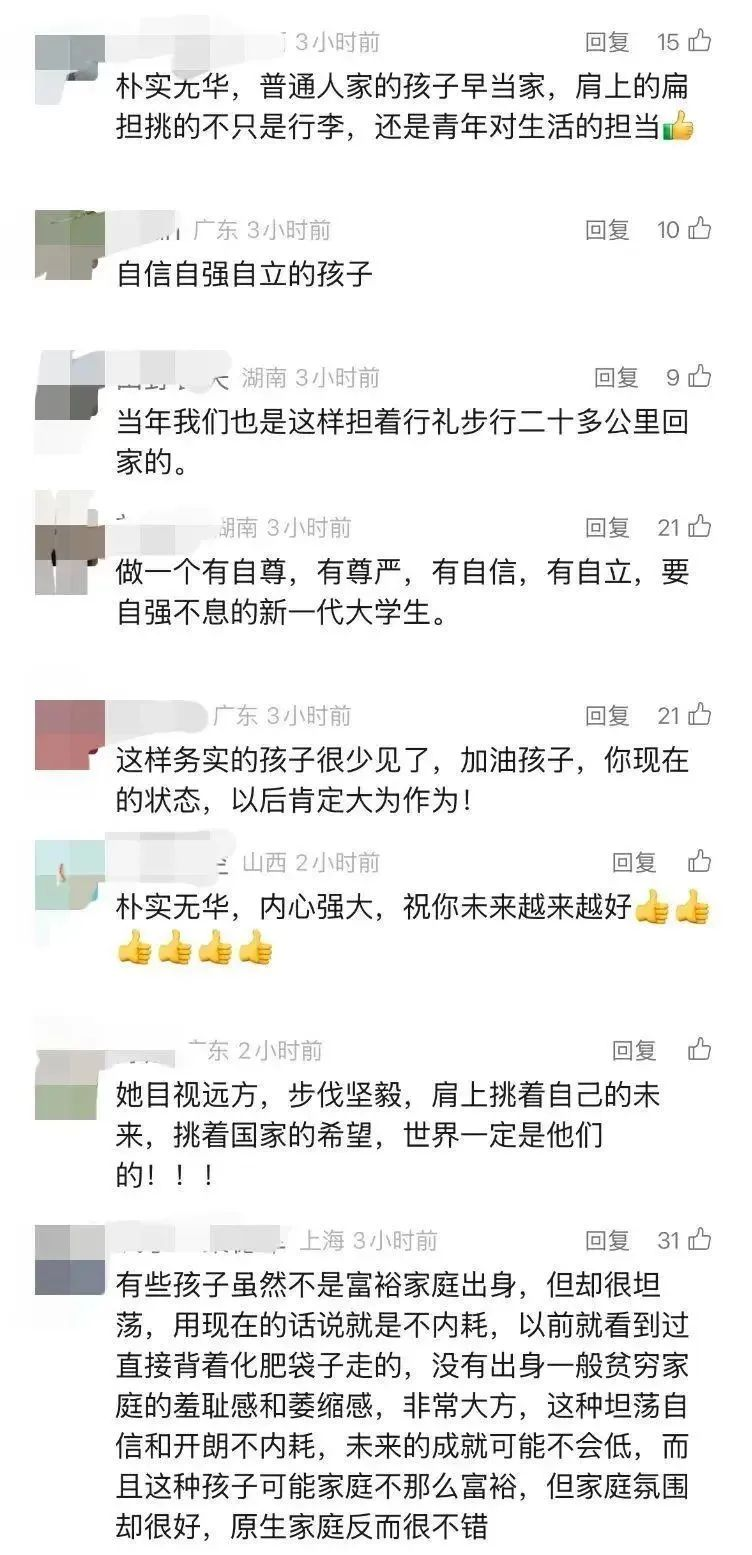 3小时前 回复 15
朴实无华，普通人家的孩子早当家，肩上的扁
担挑的不只是行李，还是青年对生活的担当👍
广东 3小时前 回复 10
自信自强自立的孩子
湖南 3小时前 回复 9
当年我们也是这样担着行礼步行二十多公里回
家的。
湖南 3小时前 回复 21
做一个有自尊，有尊严，有自信，有自立，要
自强不息的新一代大学生。
广东 3小时前 回复 21
这样务实的孩子很少见了，加油孩子，你现在
的状态，以后肯定大为作为！
山西 2小时前 回复
朴实无华，内心强大，祝你未来越来越好👍👍
👍👍👍👍
广东 2小时前 回复
她目视远方，步伐坚毅，肩上挑着自己的未
来，挑着国家的希望，世界一定是他们
的！！！
上海 3小时前 回复 31
有些孩子虽然不是富裕家庭出身，但却很坦
荡，用现在的话说就是不内耗，以前就看到过
直接背着化肥袋子走的，没有出身一般贫穷家
庭的羞耻感和萎缩感，非常大方，这种坦荡自
信和开朗不内耗，未来的成就可能不会低，而
且这种孩子可能家庭不那么富裕，但家庭氛围
却很好，原生家庭反而很不错